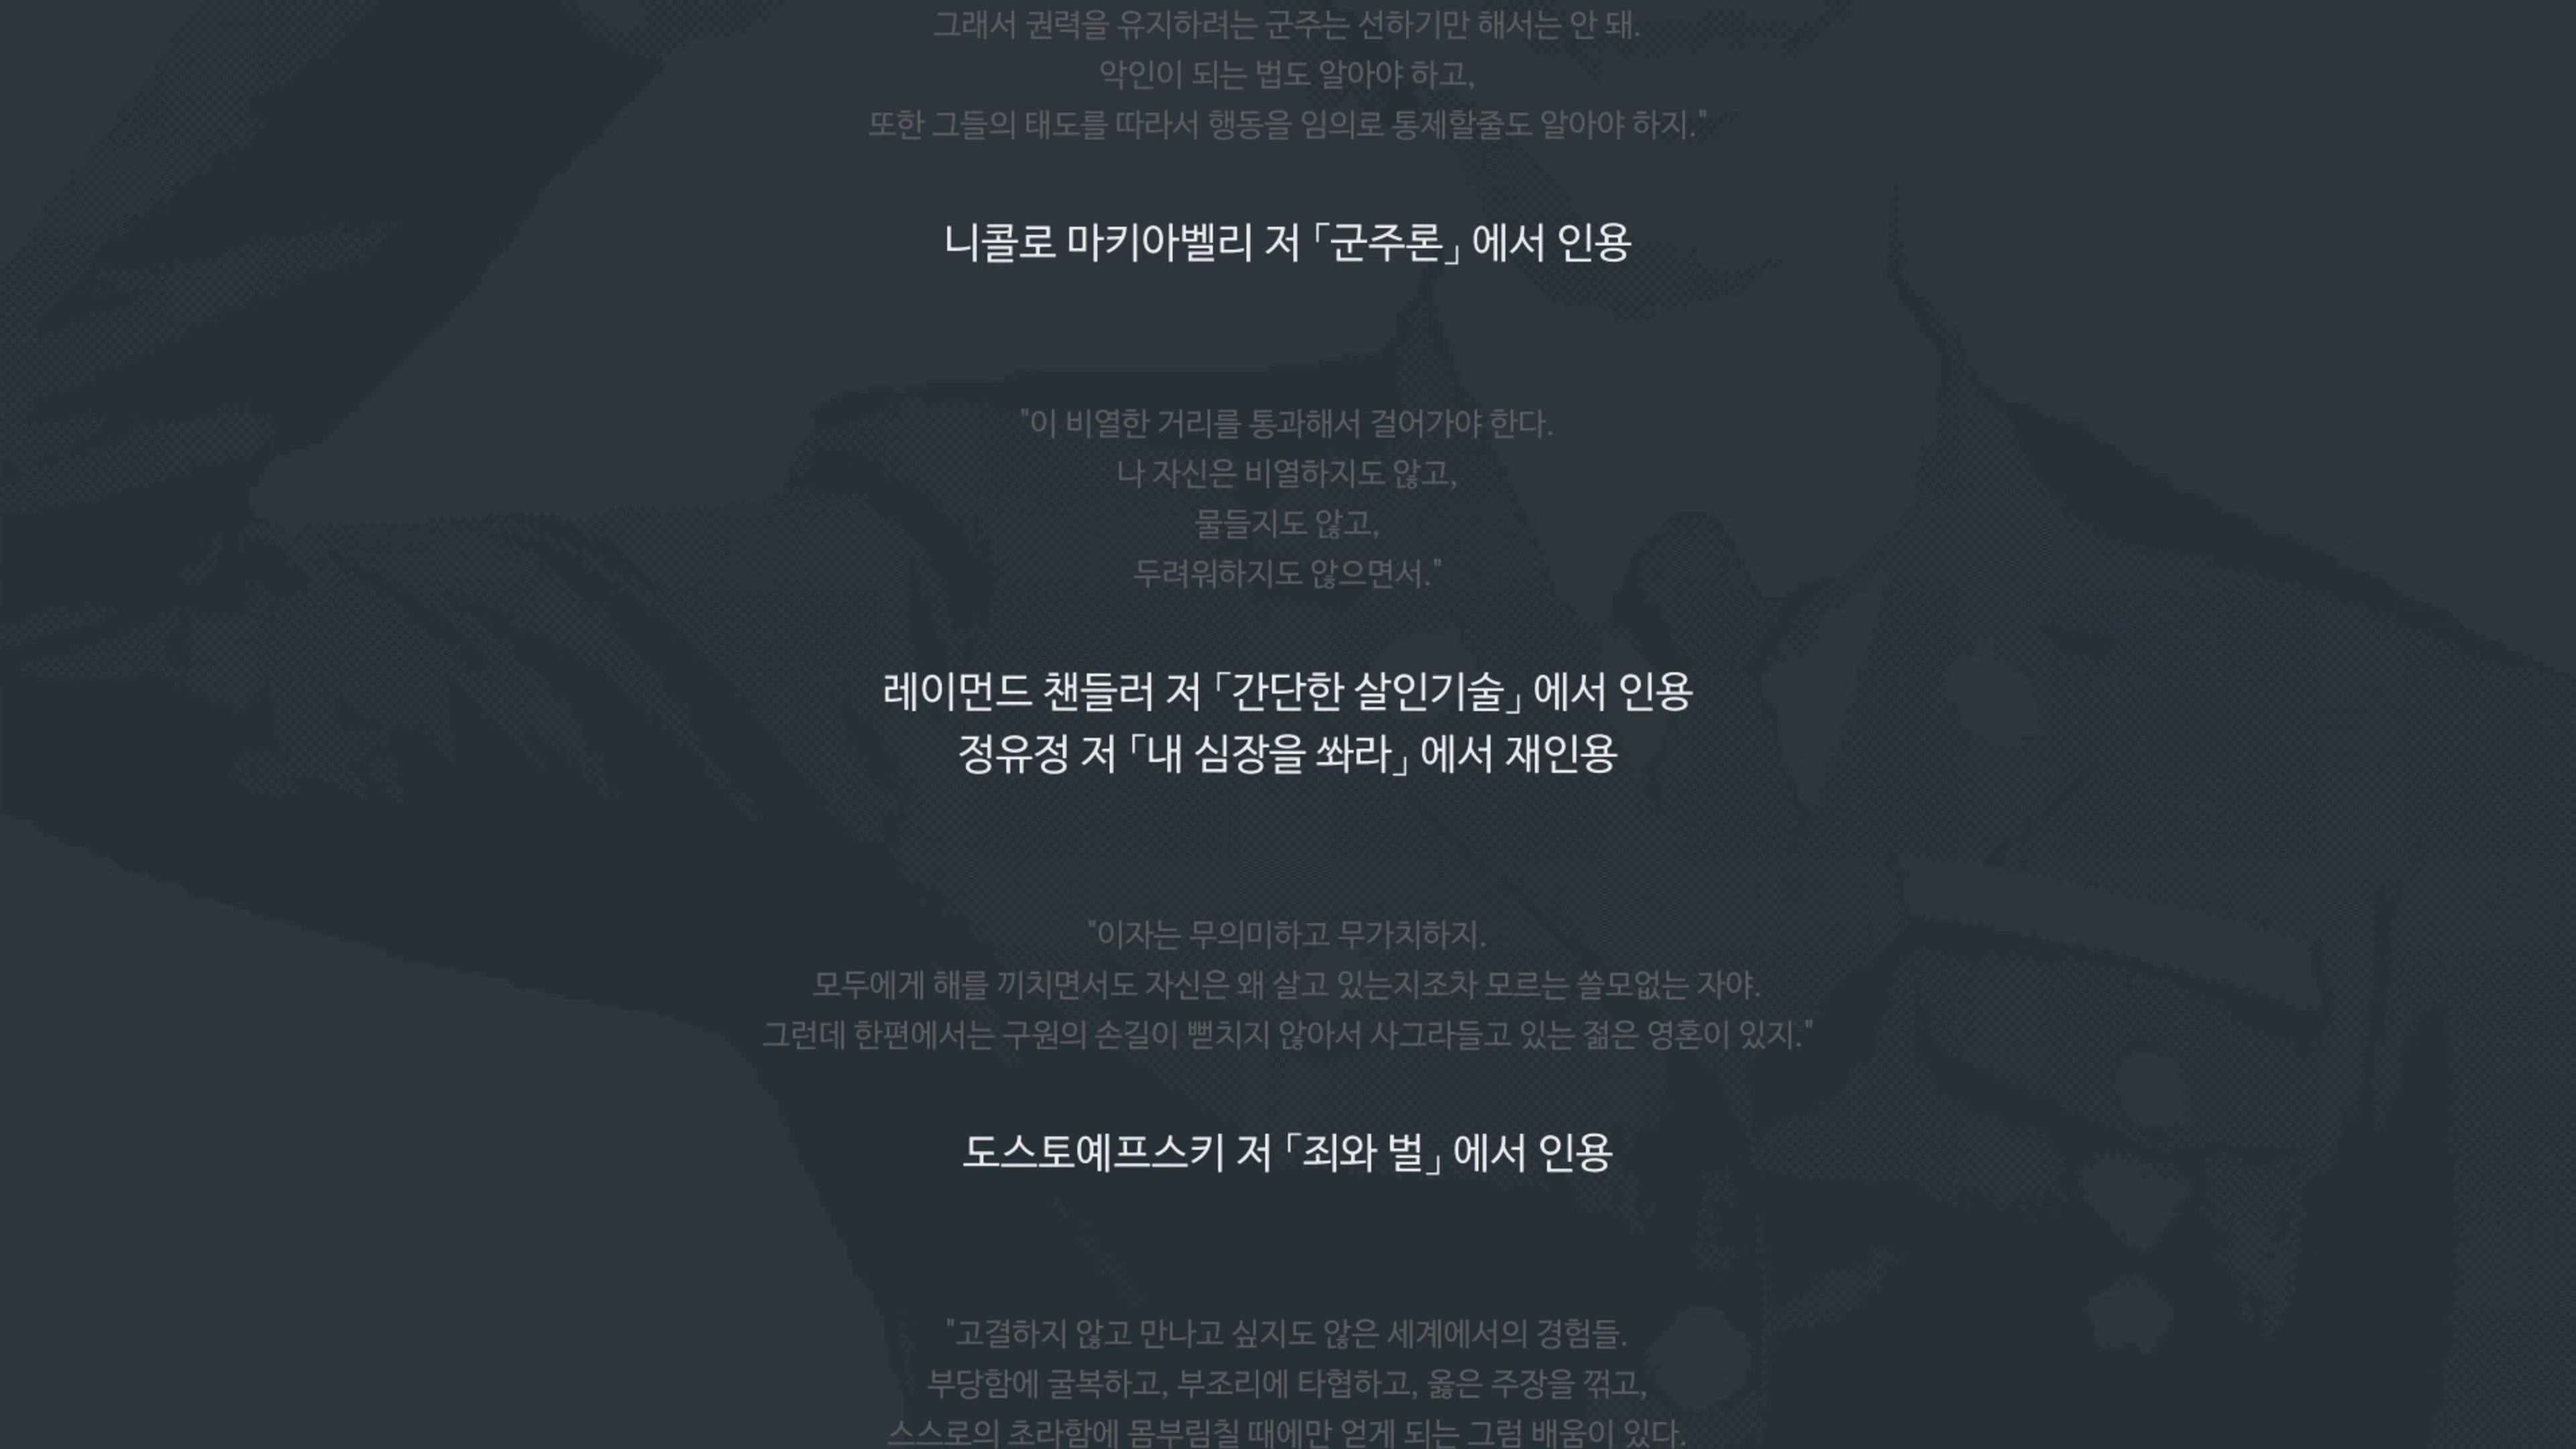 그래서 권력을 유지하려는 군주는 선하기만 해서는 안 돼.
악인이 되는 법도 알아야 하고,
또한 그들의 태도를 따라서 행동을 임의로 통제할줄도 알아야 하지."
니콜로 마키아벨리 저 「군주론」 에서 인용
"이 비열한 거리를 통과해서 걸어가야 한다.
나 자신은 비열하지도 않고,
물들지도 않고,
두려워하지도 않으면서."
레이먼드 챈들러 저 「간단한 살인기술」 에서 인용
정유정 저 「내 심장을 쏴라」 에서 재인용
"이자는 무의미하고 무가치하지.
모두에게 해를 끼치면서도 자신은 왜 살고 있는지조차 모르는 쓸모없는 자야.
그런데 한편에서는 구원의 손길이 뻗치지 않아서 사그라들고 있는 젊은 영혼이 있지."
도스토예프스키 저 「죄와 벌」 에서 인용
"고결하지 않고 만나고 싶지도 않은 세계에서의 경험들.
부당함에 굴복하고, 부조리에 타협하고, 옳은 주장을 꺾고,
스스로의 초라함에 몸부림칠 때에만 얻게 되는 그럼 배움이 있다.